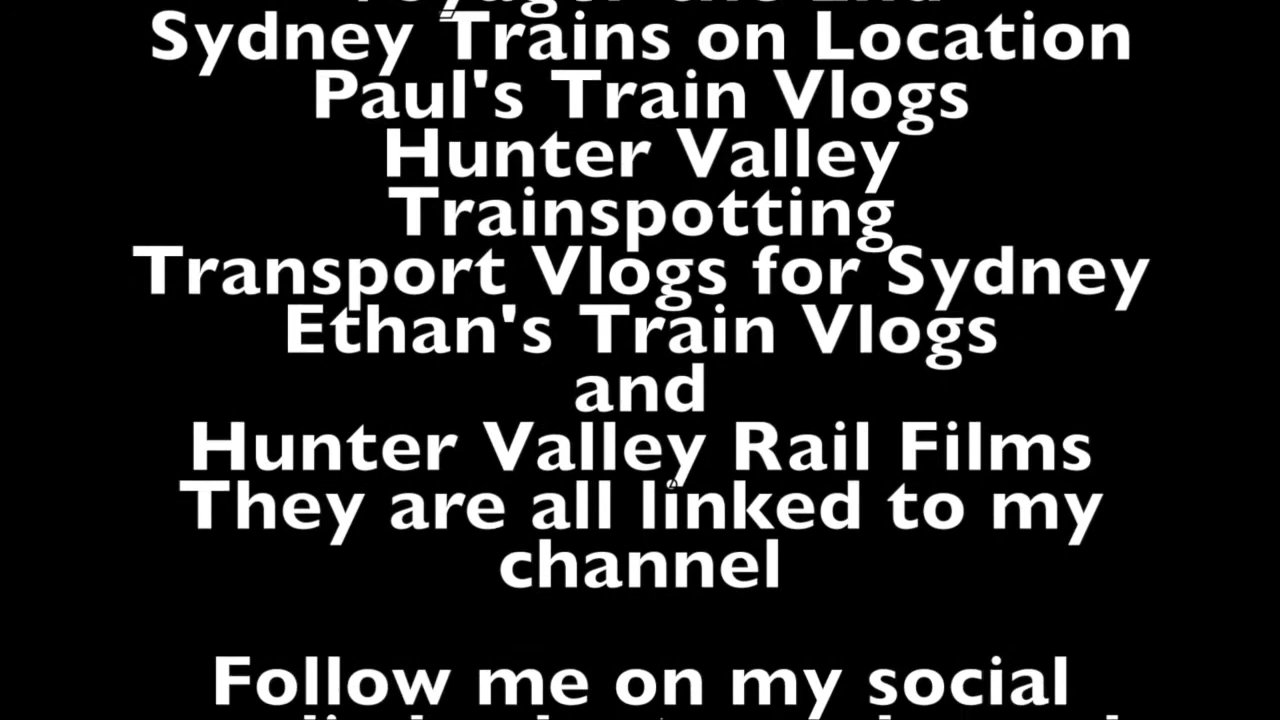 Sydney Trains on Location
Paul's Train Vlogs
Hunter Valley
Trainspotting
Transport Vlogs for Sydney
Ethan's Train Vlogs
and
Hunter Valley Rail Films
They are all linked to my
channel
Follow me on my social